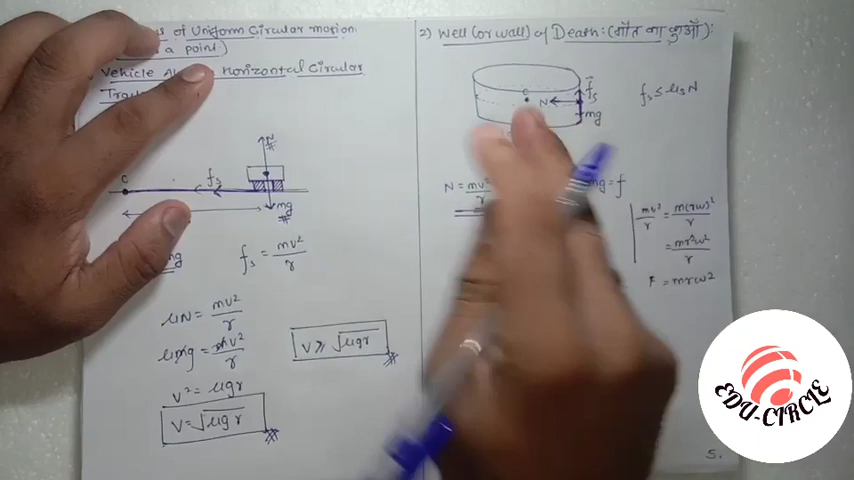 of Uniform Circular motion
a point)
Vehicle Horizontal Circular
N
C
fs
mg
mg
fs = mv²/r
μN = mv²/r
μmg = mv²/r
v² = μgr
V = √μgr
V ≥ √μgr
2) Well (or wall) of Death: (मौत का कुआँ):
C
N
fs
mg
fs ≤ μsN
N = mv²/r
mg = f
mv²/r = m(rω)²/r
= mr²ω²/r
F = mrω²
5.
EDU-CIRCLE